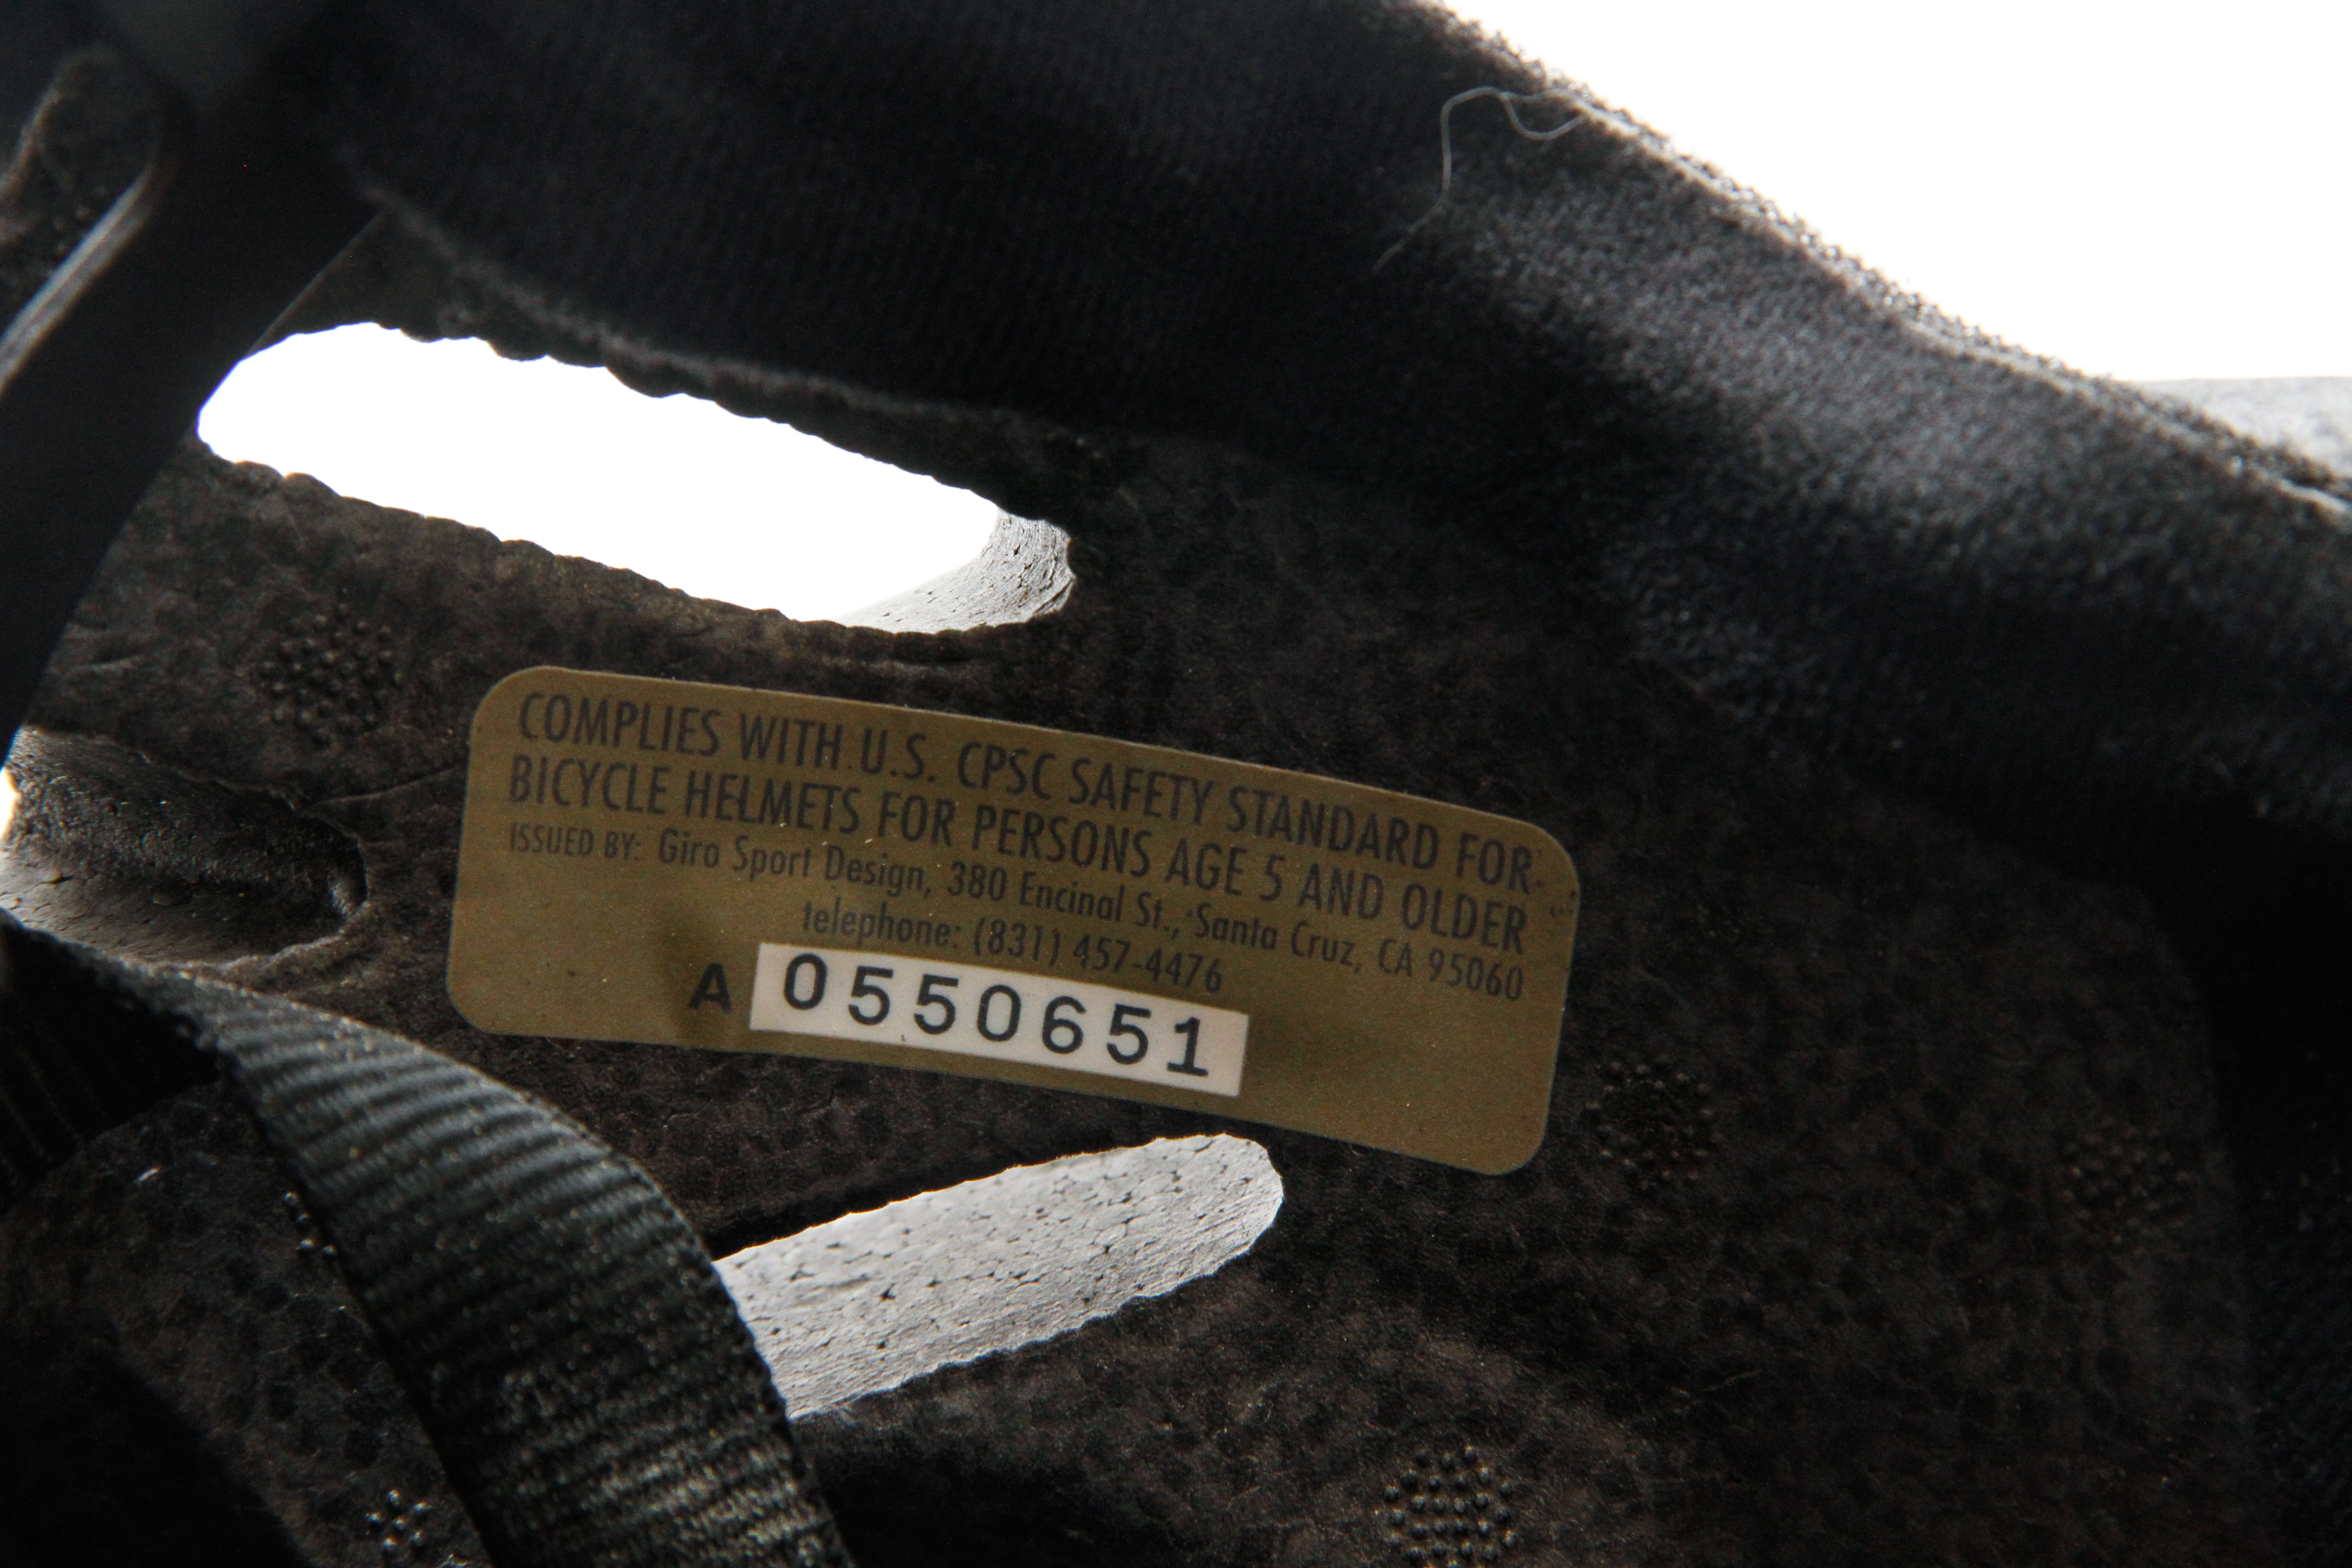 COMPLIES WITH U.S. CPSC SAFETY STANDARD FOR
BICYCLE HELMETS FOR PERSONS AGE 5 AND OLDER
ISSUED BY: Giro Sport Design, 380 Encinal St., Santa Cruz, CA 95060
telephone: (831) 457-4476
A 0550651